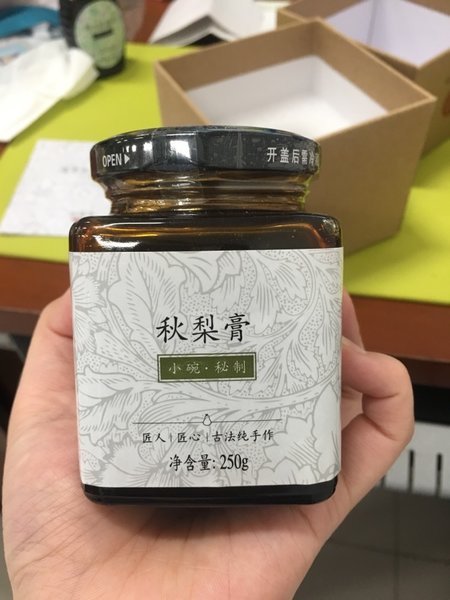 OPEN
开盖后需冷藏
秋梨膏
小碗·秘制
匠人|匠心|古法纯手作
净含量: 250g